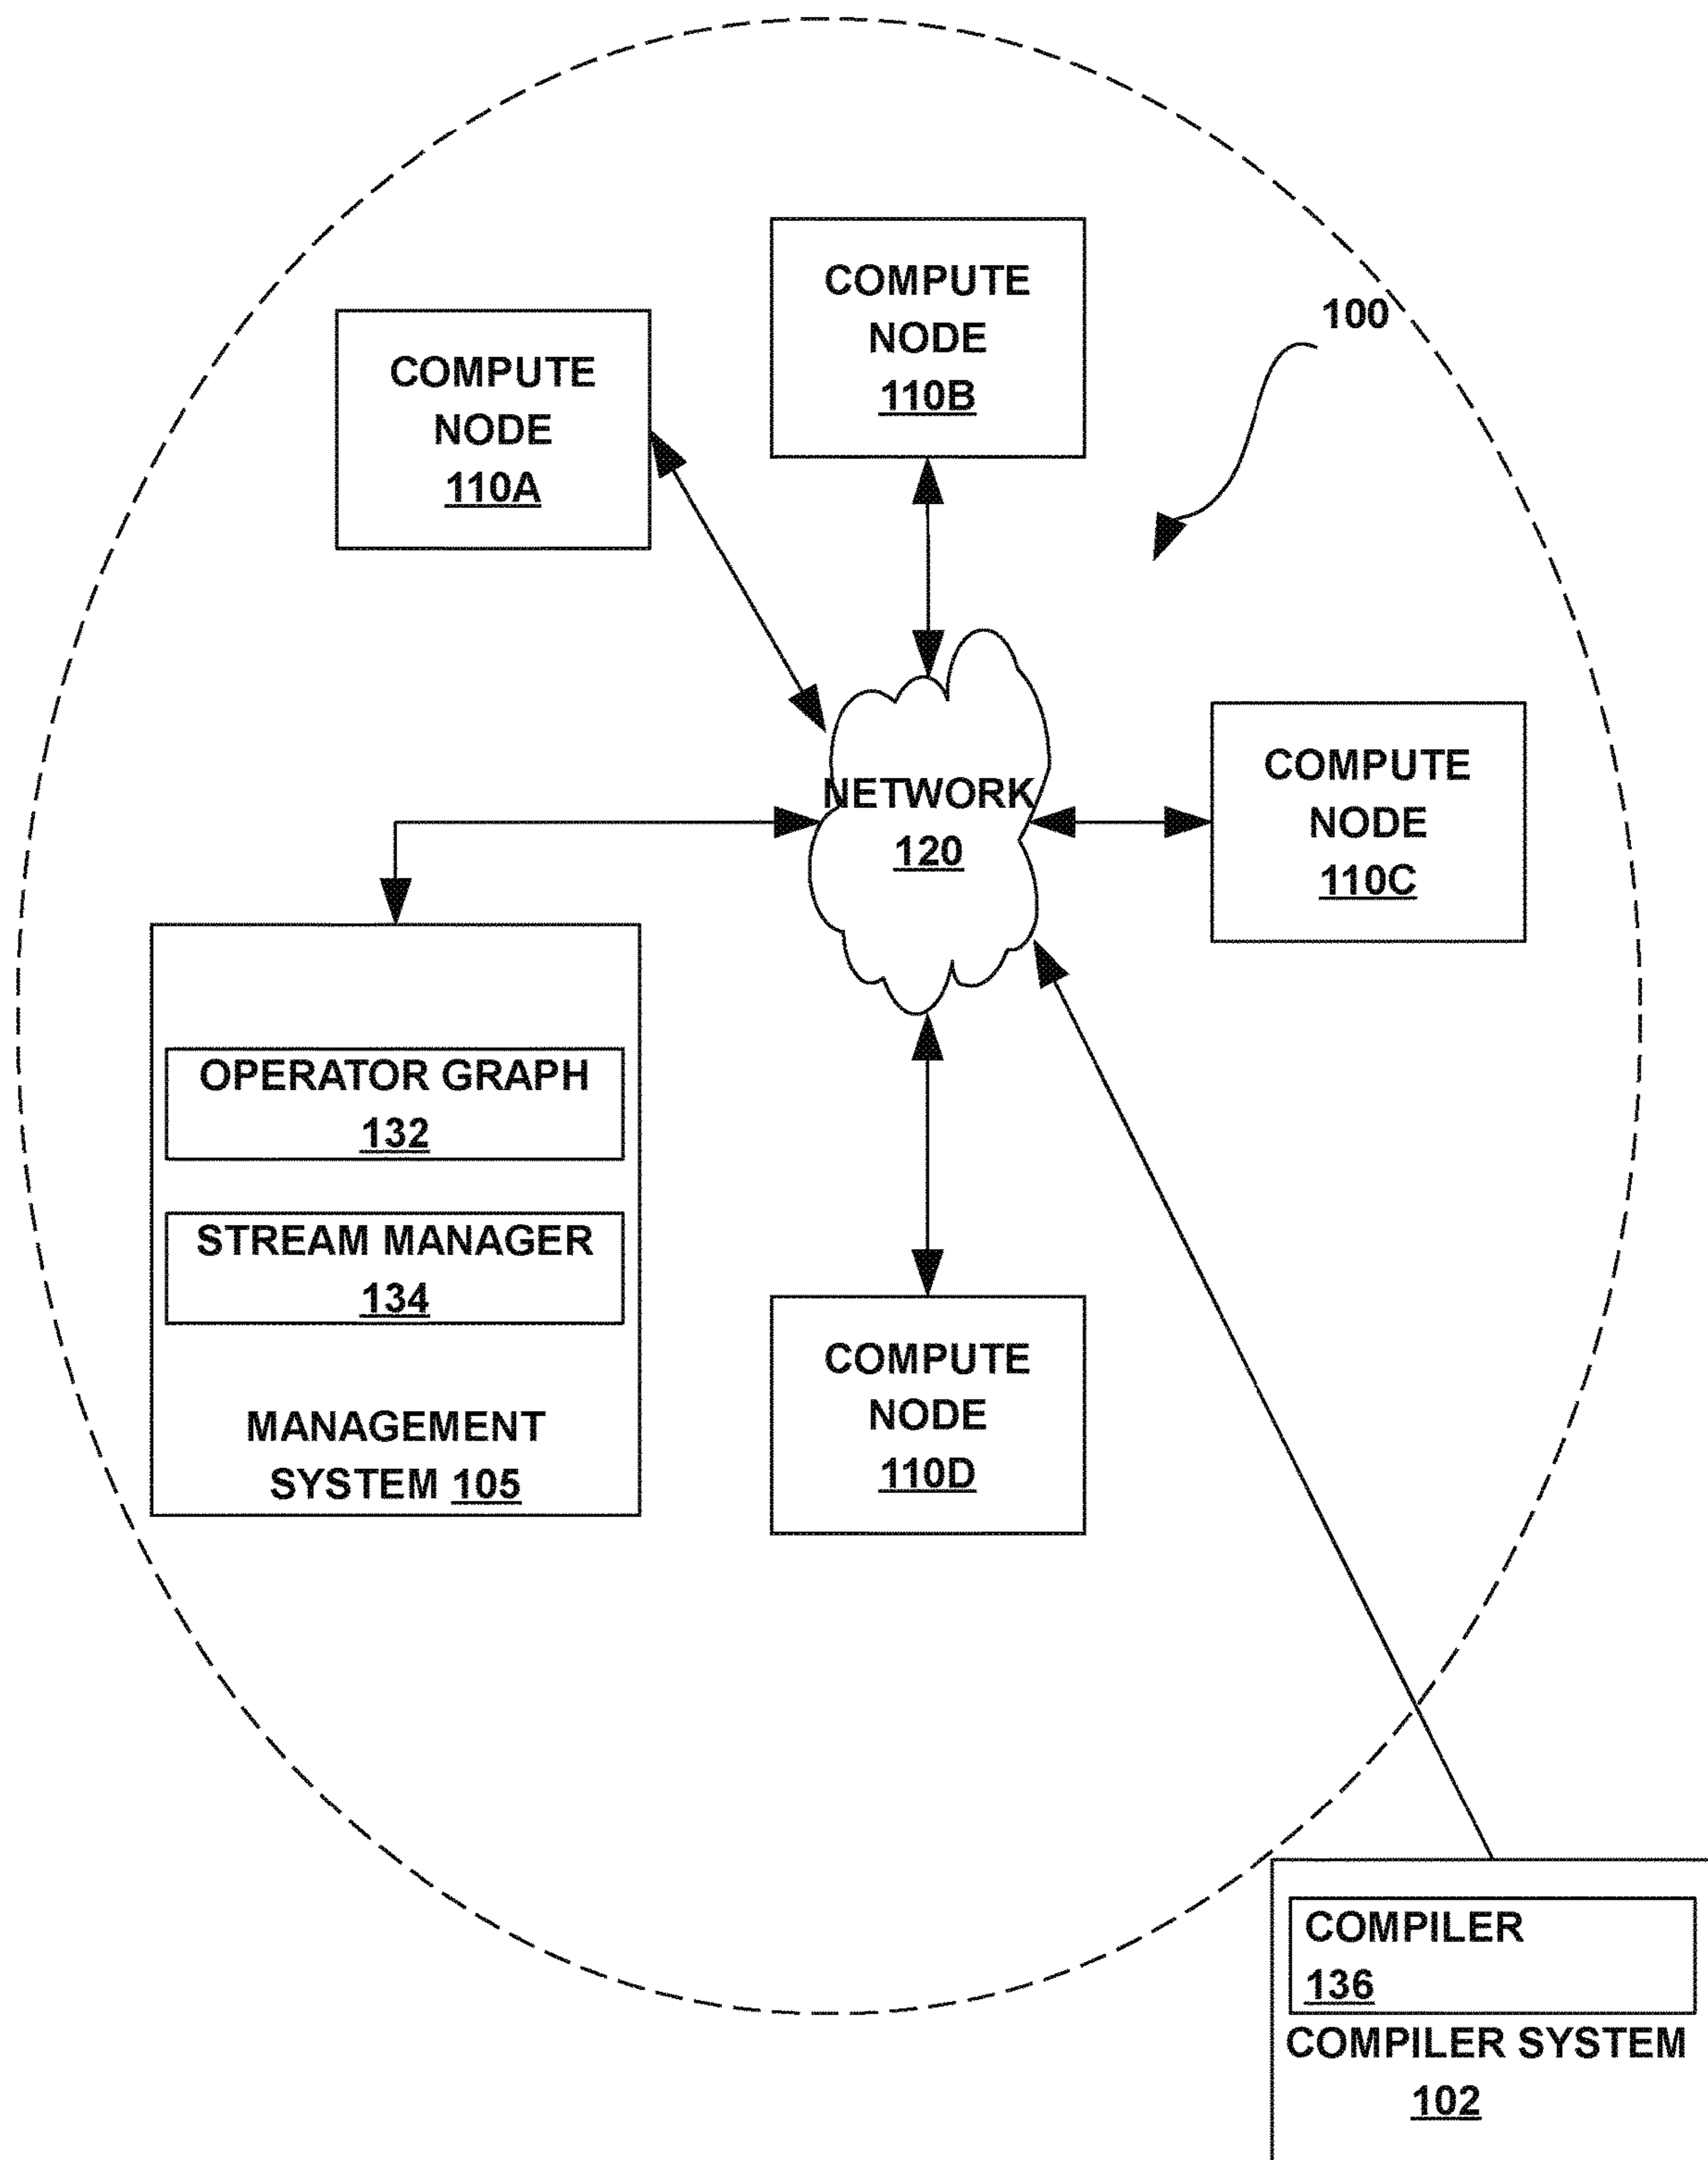 COMPUTE
NODE
110B
100
COMPUTE
NODE
110A
NETWORK
120
COMPUTE
NODE
110C
OPERATOR GRAPH
132
STREAM MANAGER
134
MANAGEMENT
SYSTEM 105
COMPUTE
NODE
110D
COMPILER
136
COMPILER SYSTEM
102